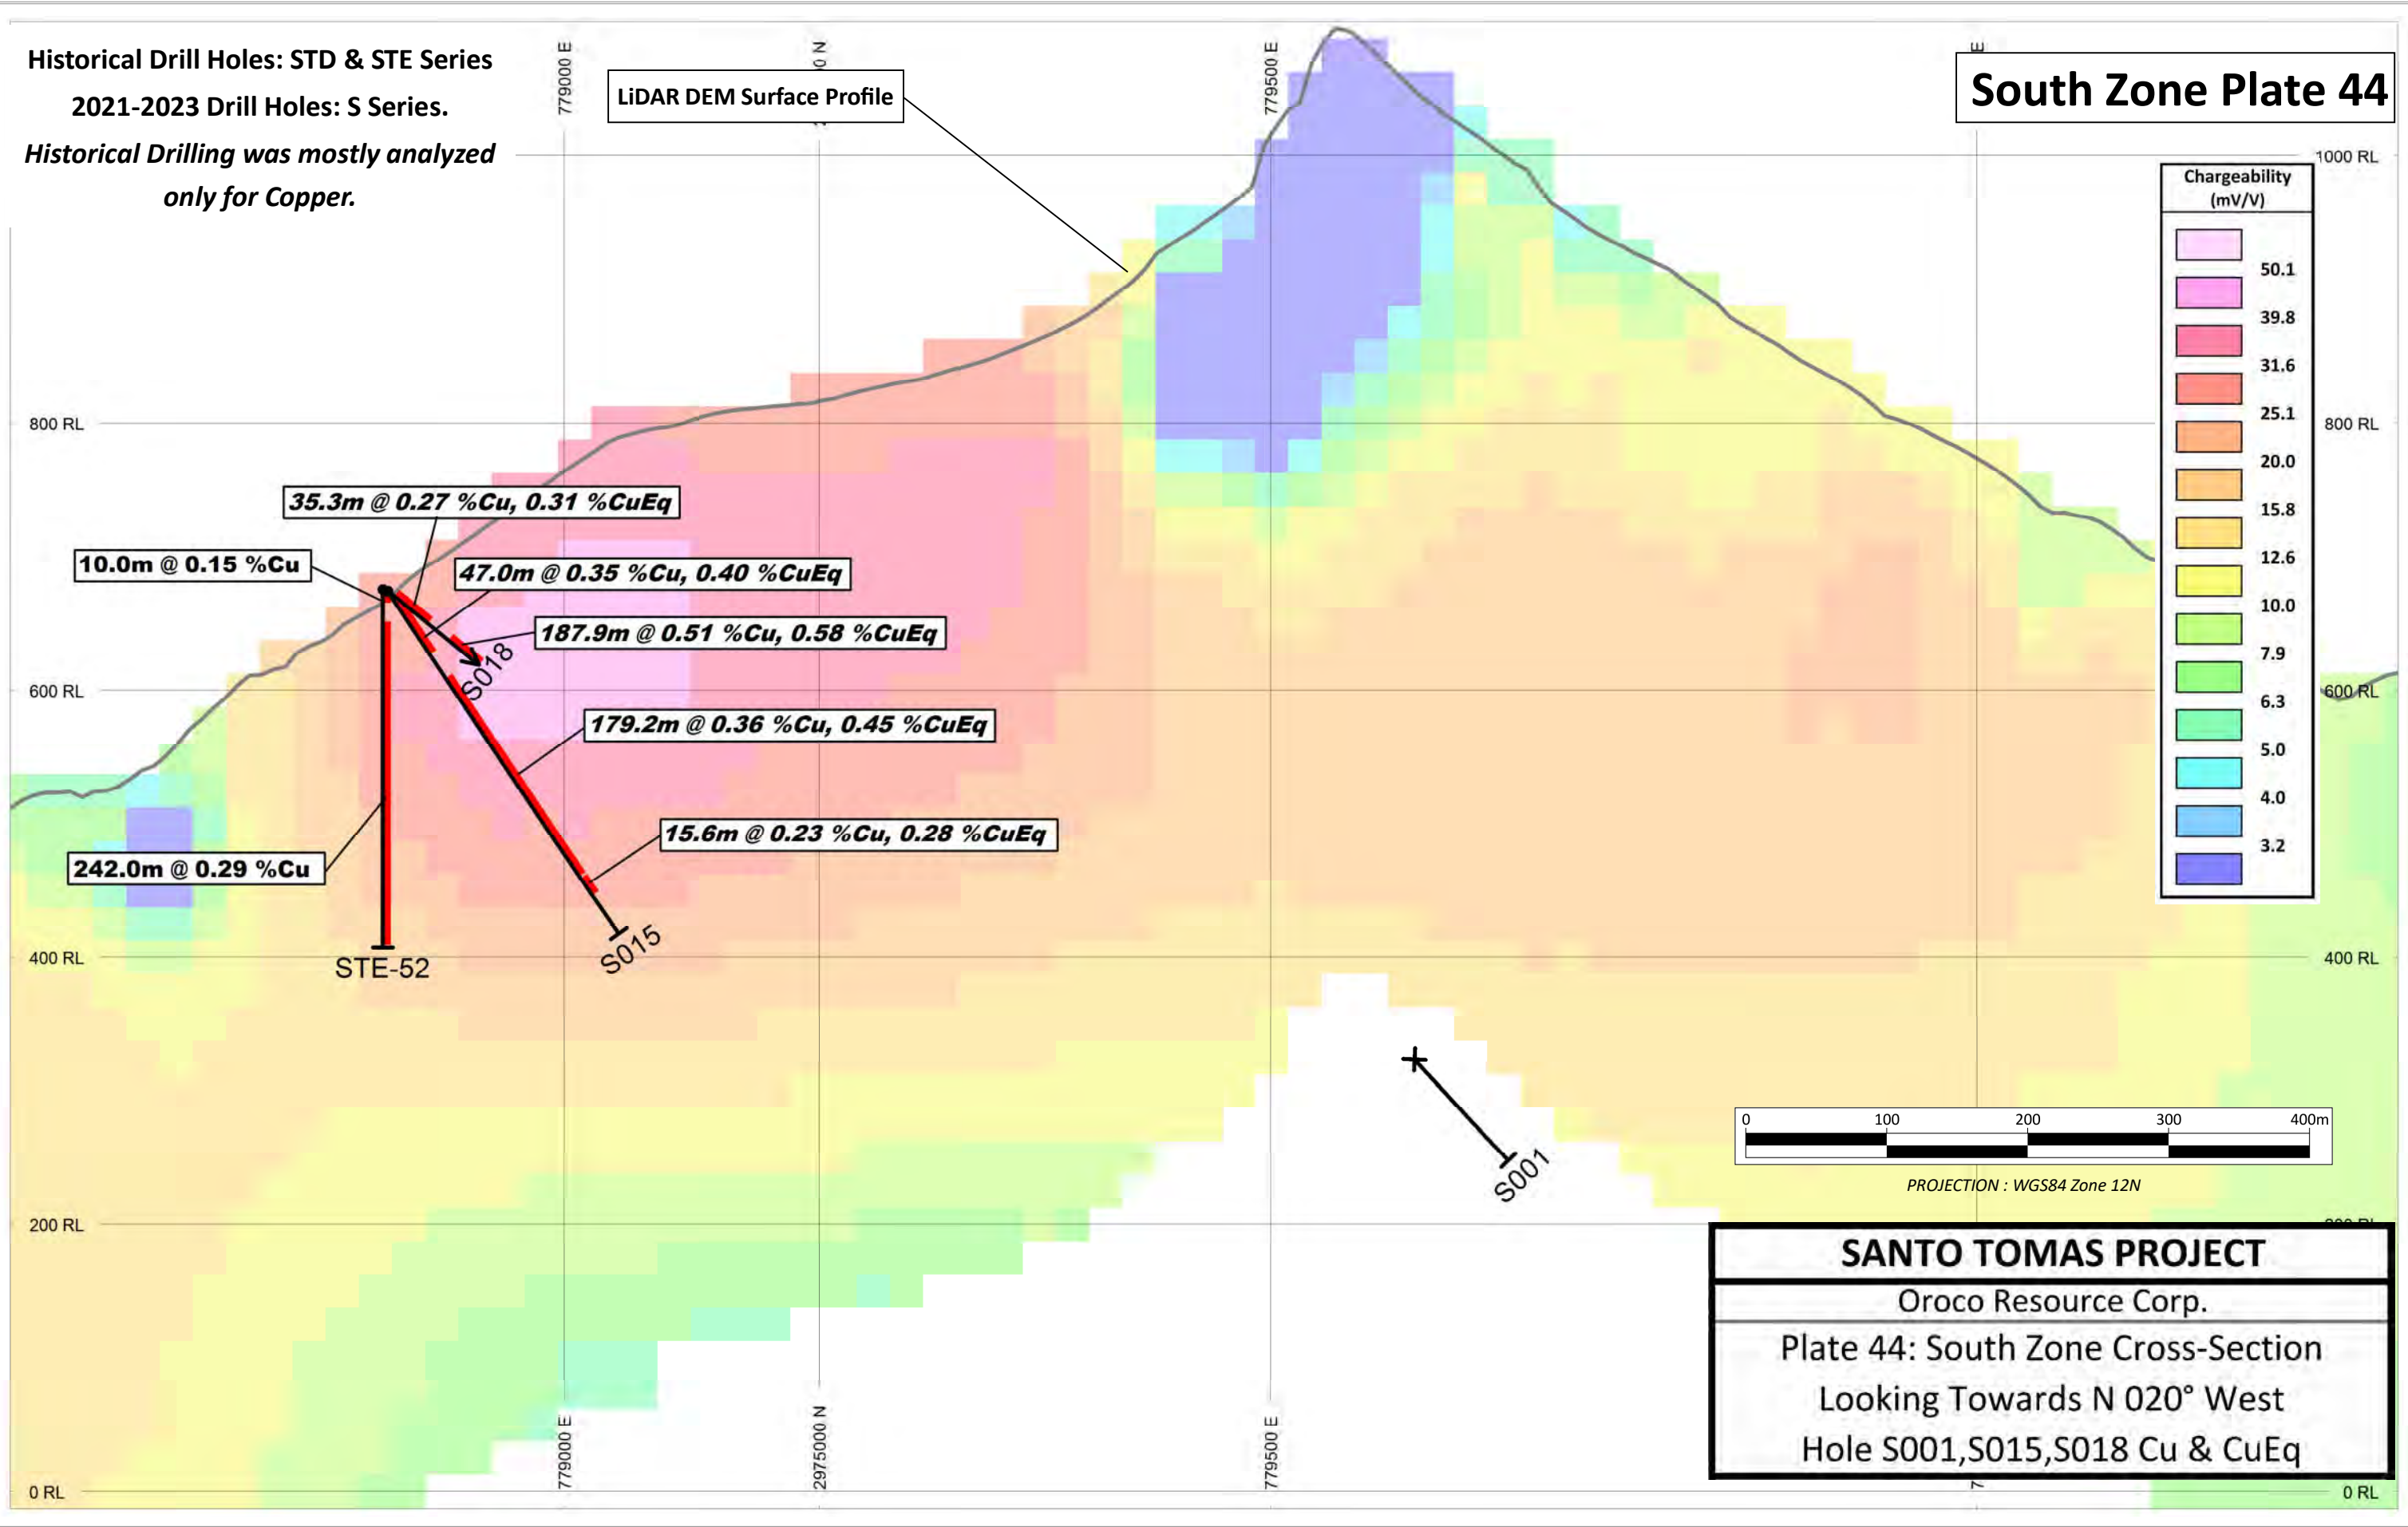 Historical Drill Holes: STD & STE Series
2021-2023 Drill Holes: S Series.
Historical Drilling was mostly analyzed
only for Copper.
779000 E
N
LiDAR DEM Surface Profile
779500 E
E
South Zone Plate 44
1000 RL
Chargeability
(mV/V)
50.1
39.8
31.6
25.1
20.0
15.8
12.6
10.0
7.9
6.3
5.0
4.0
3.2
800 RL
800 RL
35.3m @ 0.27 %Cu, 0.31 %CuEq
10.0m @ 0.15 %Cu
47.0m @ 0.35 %Cu, 0.40 %CuEq
187.9m @ 0.51 %Cu, 0.58 %CuEq
S018
600 RL
600 RL
179.2m @ 0.36 %Cu, 0.45 %CuEq
15.6m @ 0.23 %Cu, 0.28 %CuEq
242.0m @ 0.29 %Cu
S015
STE-52
400 RL
400 RL
S001
0 100 200 300 400m
PROJECTION : WGS84 Zone 12N
200 RL
SANTO TOMAS PROJECT
Oroco Resource Corp.
Plate 44: South Zone Cross-Section
Looking Towards N 020° West
Hole S001,S015,S018 Cu & CuEq
779000 E
2975000 N
779500 E
7
0 RL
0 RL